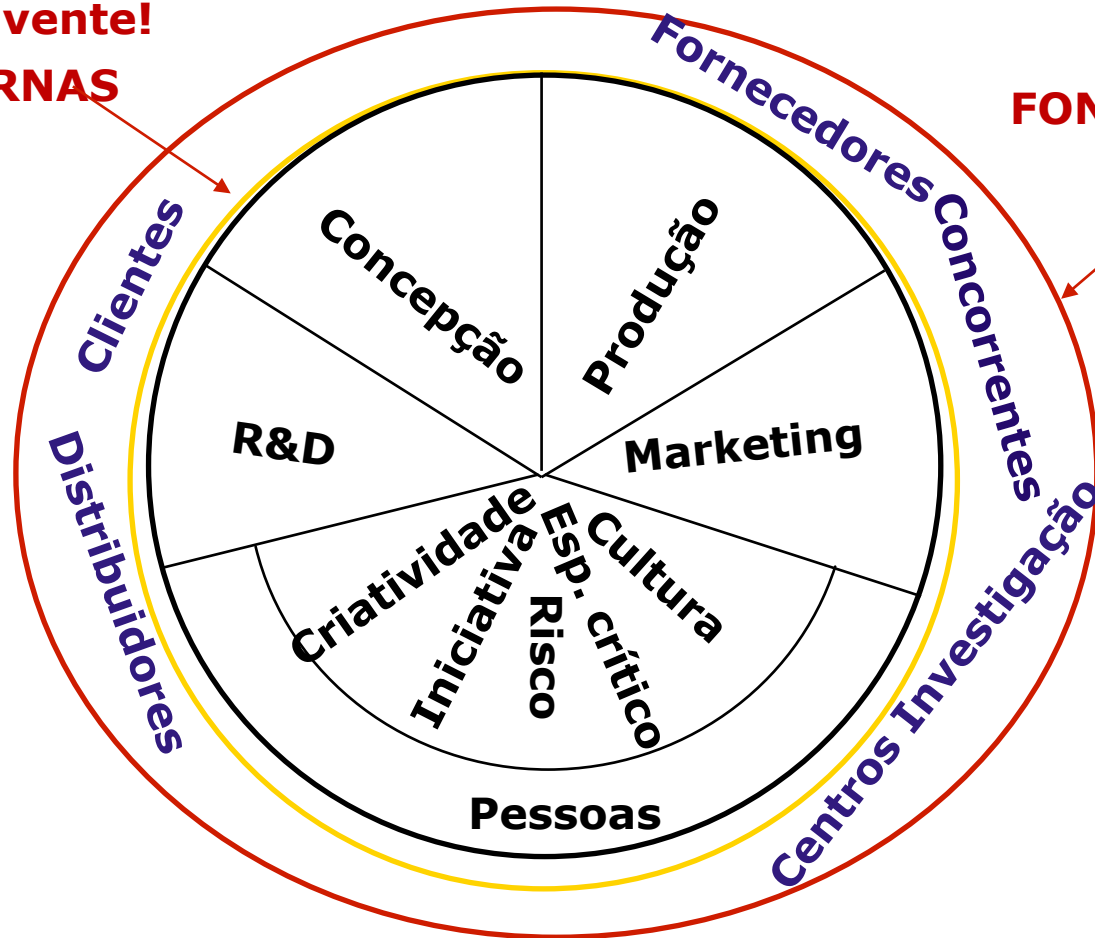 vente!
RNAS
FON
Fornecedores
Concorrentes
Clientes
Distribuidores
Centros Investigação
Concepção
Produção
R&D
Marketing
Criatividade
Iniciativa
Risco
Esp. crítico
Cultura
Pessoas